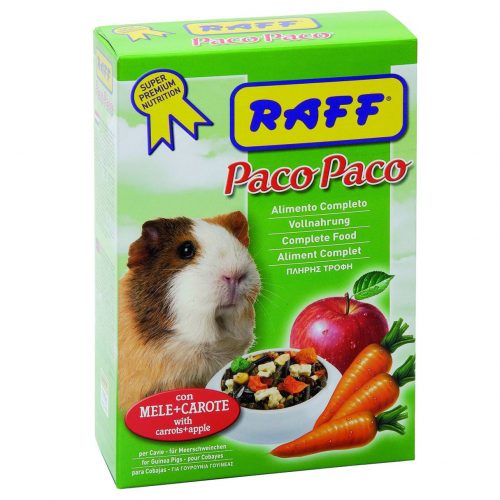 SUPER
PREMIUM
NUTRITION
RAFF®
Paco Paco
Alimento Completo
Vollnahrung
Complete Food
Aliment Complet
ΠΛΗΡΗΣ ΤΡΟΦΗ
con
MELE+CAROTE
with
carrots+apple
per Cavie - für Meerschweinchen
for Guinea Pigs - pour Cobayes
para Cobajas - ΓΙΑ ΓΟΥΡΟΥΝΙΑ ΓΟΥΙΝΕΑΣ